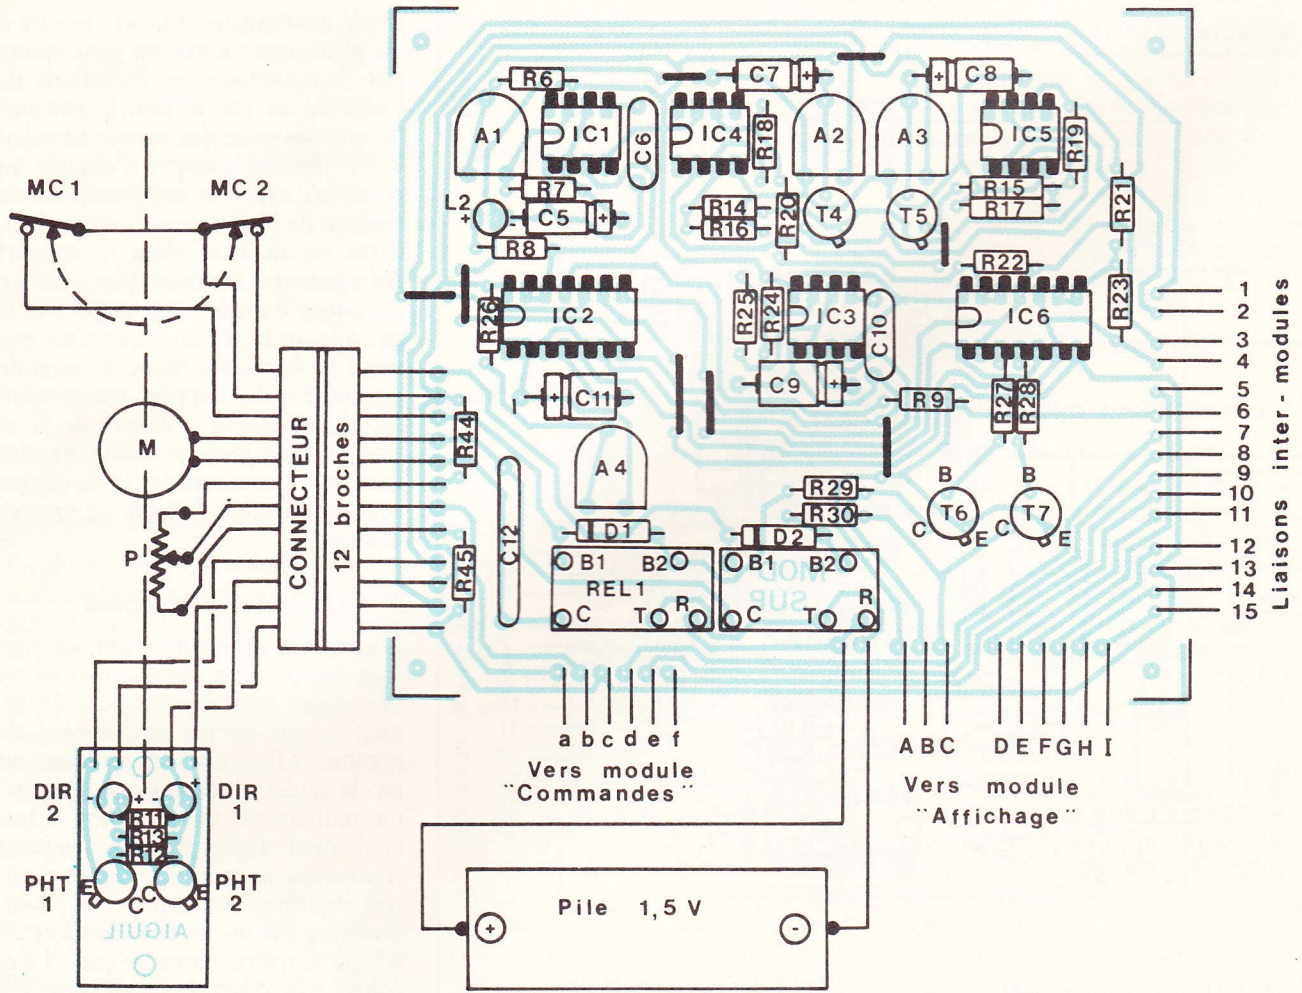 R6
C7
+
+
C8
A1
IC1
C6
IC4
R18
A2
A3
IC5
R19
MC1
MC2
L2
+
-
R7
C5
+
R8
R14
R16
R20
T4
T5
R15
R17
R21
R22
R23
R26
IC2
R25
R24
IC3
C10
IC6
1
2
3
4
5
6
7
8
9
10
11
12
13
14
15
Liaisons inter-modules
M
P
CONNECTEUR
12 broches
R44
R45
C11
C9
+
R9
R27
R28
A4
C12
R29
R30
D1
D2
B
C
T6
E
B
C
T7
E
B1
B2
REL1
C
T
R
B1
B2
C
T
R
MOD
SUP
a b c d e f
Vers module
"Commandes"
A B C D E F G H I
Vers module
"Affichage"
DIR
2
- + - +
DIR
1
R11
R13
R12
PHT
1
E
C
C
E
PHT
2
AIGUIL
+
Pile 1,5 V
-